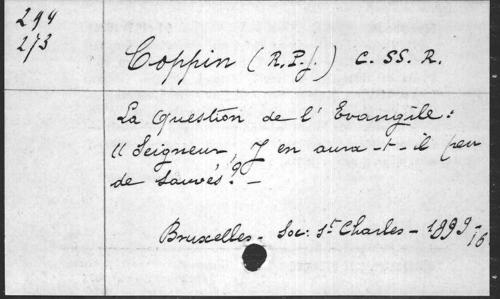 294
273
Coppin (R.P.J.) C. SS. R.
La Question de l' Evangile :
" Seigneur, Y en aura-t-il peu
de sauvés ? -
Bruxelles - Soc: St Charles - 1899 - 16